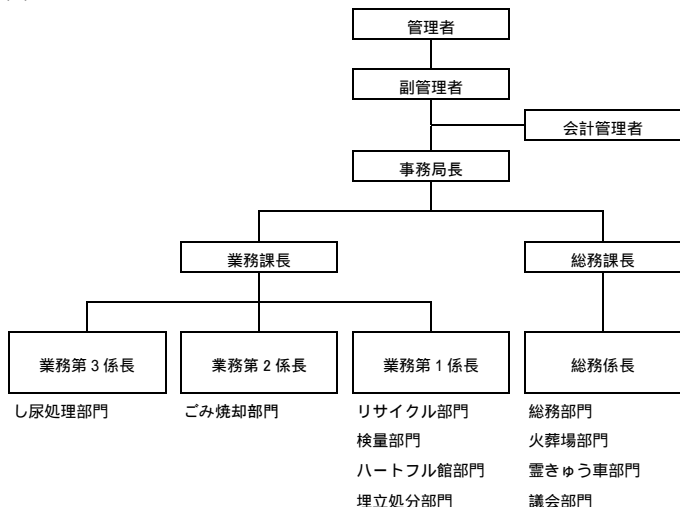 管理者
副管理者
会計管理者
事務局長
業務課長
総務課長
業務第3係長
業務第2係長
業務第1係長
総務係長
し尿処理部門
ごみ焼却部門
リサイクル部門
総務部門
検量部門
火葬場部門
ハートフル館部門
霊きゅう車部門
埋立処分部門
議会部門